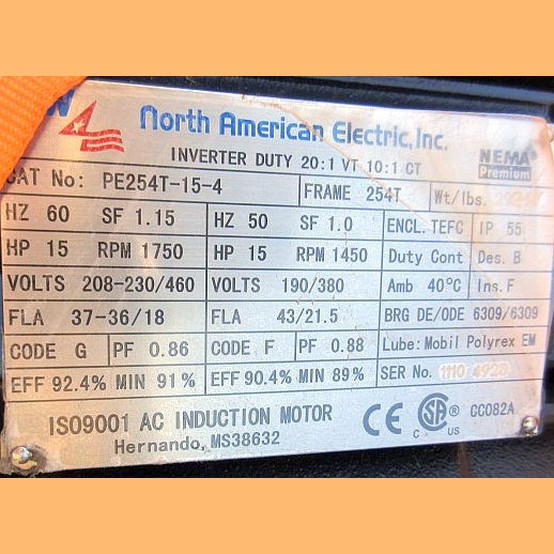 North American Electric, Inc.
INVERTER DUTY 20:1 VT 10:1 CT
NEMA
Premium
CAT No: PE254T-15-4 FRAME 254T Wt/lbs.
HZ 60 SF 1.15 HZ 50 SF 1.0 ENCL. TEFC IP 55
HP 15 RPM 1750 HP 15 RPM 1450 Duty Cont Des. B
VOLTS 208-230/460 VOLTS 190/380 Amb 40°C Ins. F
FLA 37-36/18 FLA 43/21.5 BRG DE/ODE 6309/6309
CODE G PF 0.86 CODE F PF 0.88 Lube: Mobil Polyrex EM
EFF 92.4% MIN 91% EFF 90.4% MIN 89% SER No.
ISO9001 AC INDUCTION MOTOR CE SA ® CC082A
C US
Hernando, MS38632